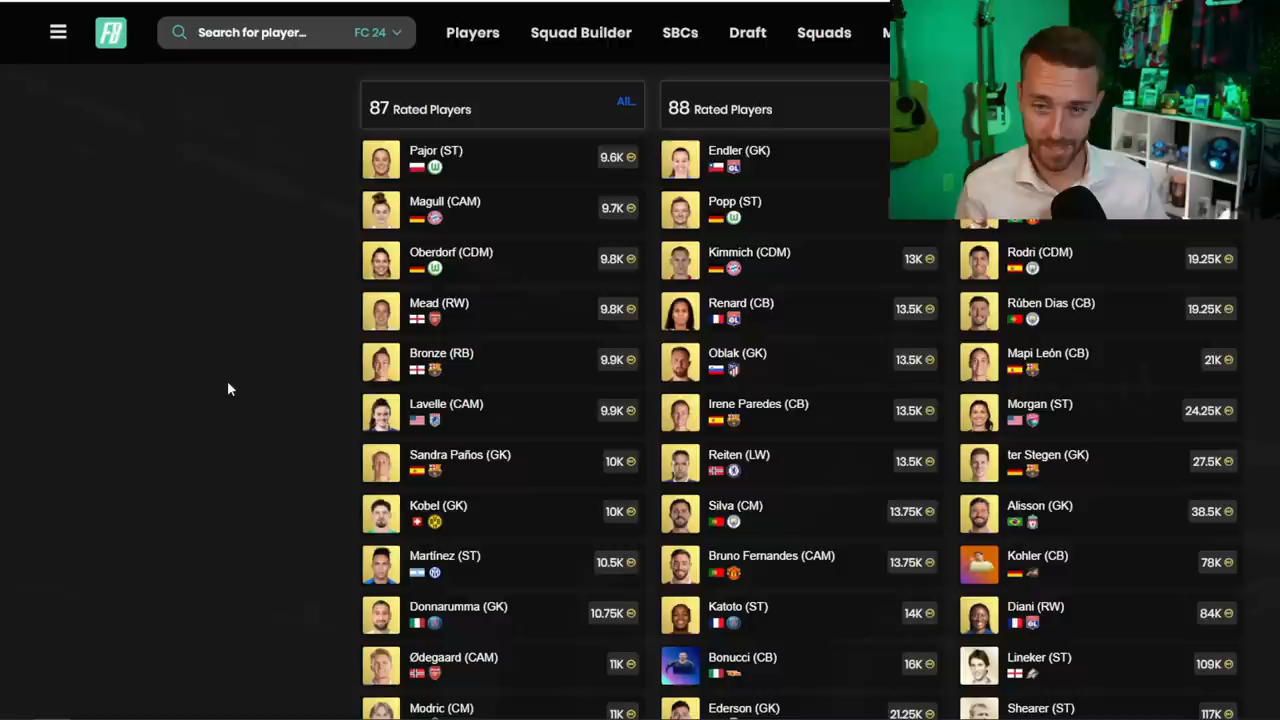 FB
Search for player...
FC 24
Players
Squad Builder
SBCs
Draft
Squads
M
87 Rated Players
All..
Pajor (ST)
9.6K
Magull (CAM)
9.7K
Oberdorf (CDM)
9.8K
Mead (RW)
9.8K
Bronze (RB)
9.9K
Lavelle (CAM)
9.9K
Sandra Paños (GK)
10K
Kobel (GK)
10K
Martínez (ST)
10.5K
Donnarumma (GK)
10.75K
Ødegaard (CAM)
11K
Modric (CM)
11K
88 Rated Players
Endler (GK)
Popp (ST)
Kimmich (CDM)
13K
Renard (CB)
13.5K
Oblak (GK)
13.5K
Irene Paredes (CB)
13.5K
Reiten (LW)
13.5K
Silva (CM)
13.75K
Bruno Fernandes (CAM)
13.75K
Katoto (ST)
14K
Bonucci (CB)
16K
Ederson (GK)
21.25K
Rodri (CDM)
19.25K
Rúben Dias (CB)
19.25K
Mapi León (CB)
21K
Morgan (ST)
24.25K
ter Stegen (GK)
27.5K
Alisson (GK)
38.5K
Kohler (CB)
78K
Diani (RW)
84K
Lineker (ST)
109K
Shearer (ST)
117K